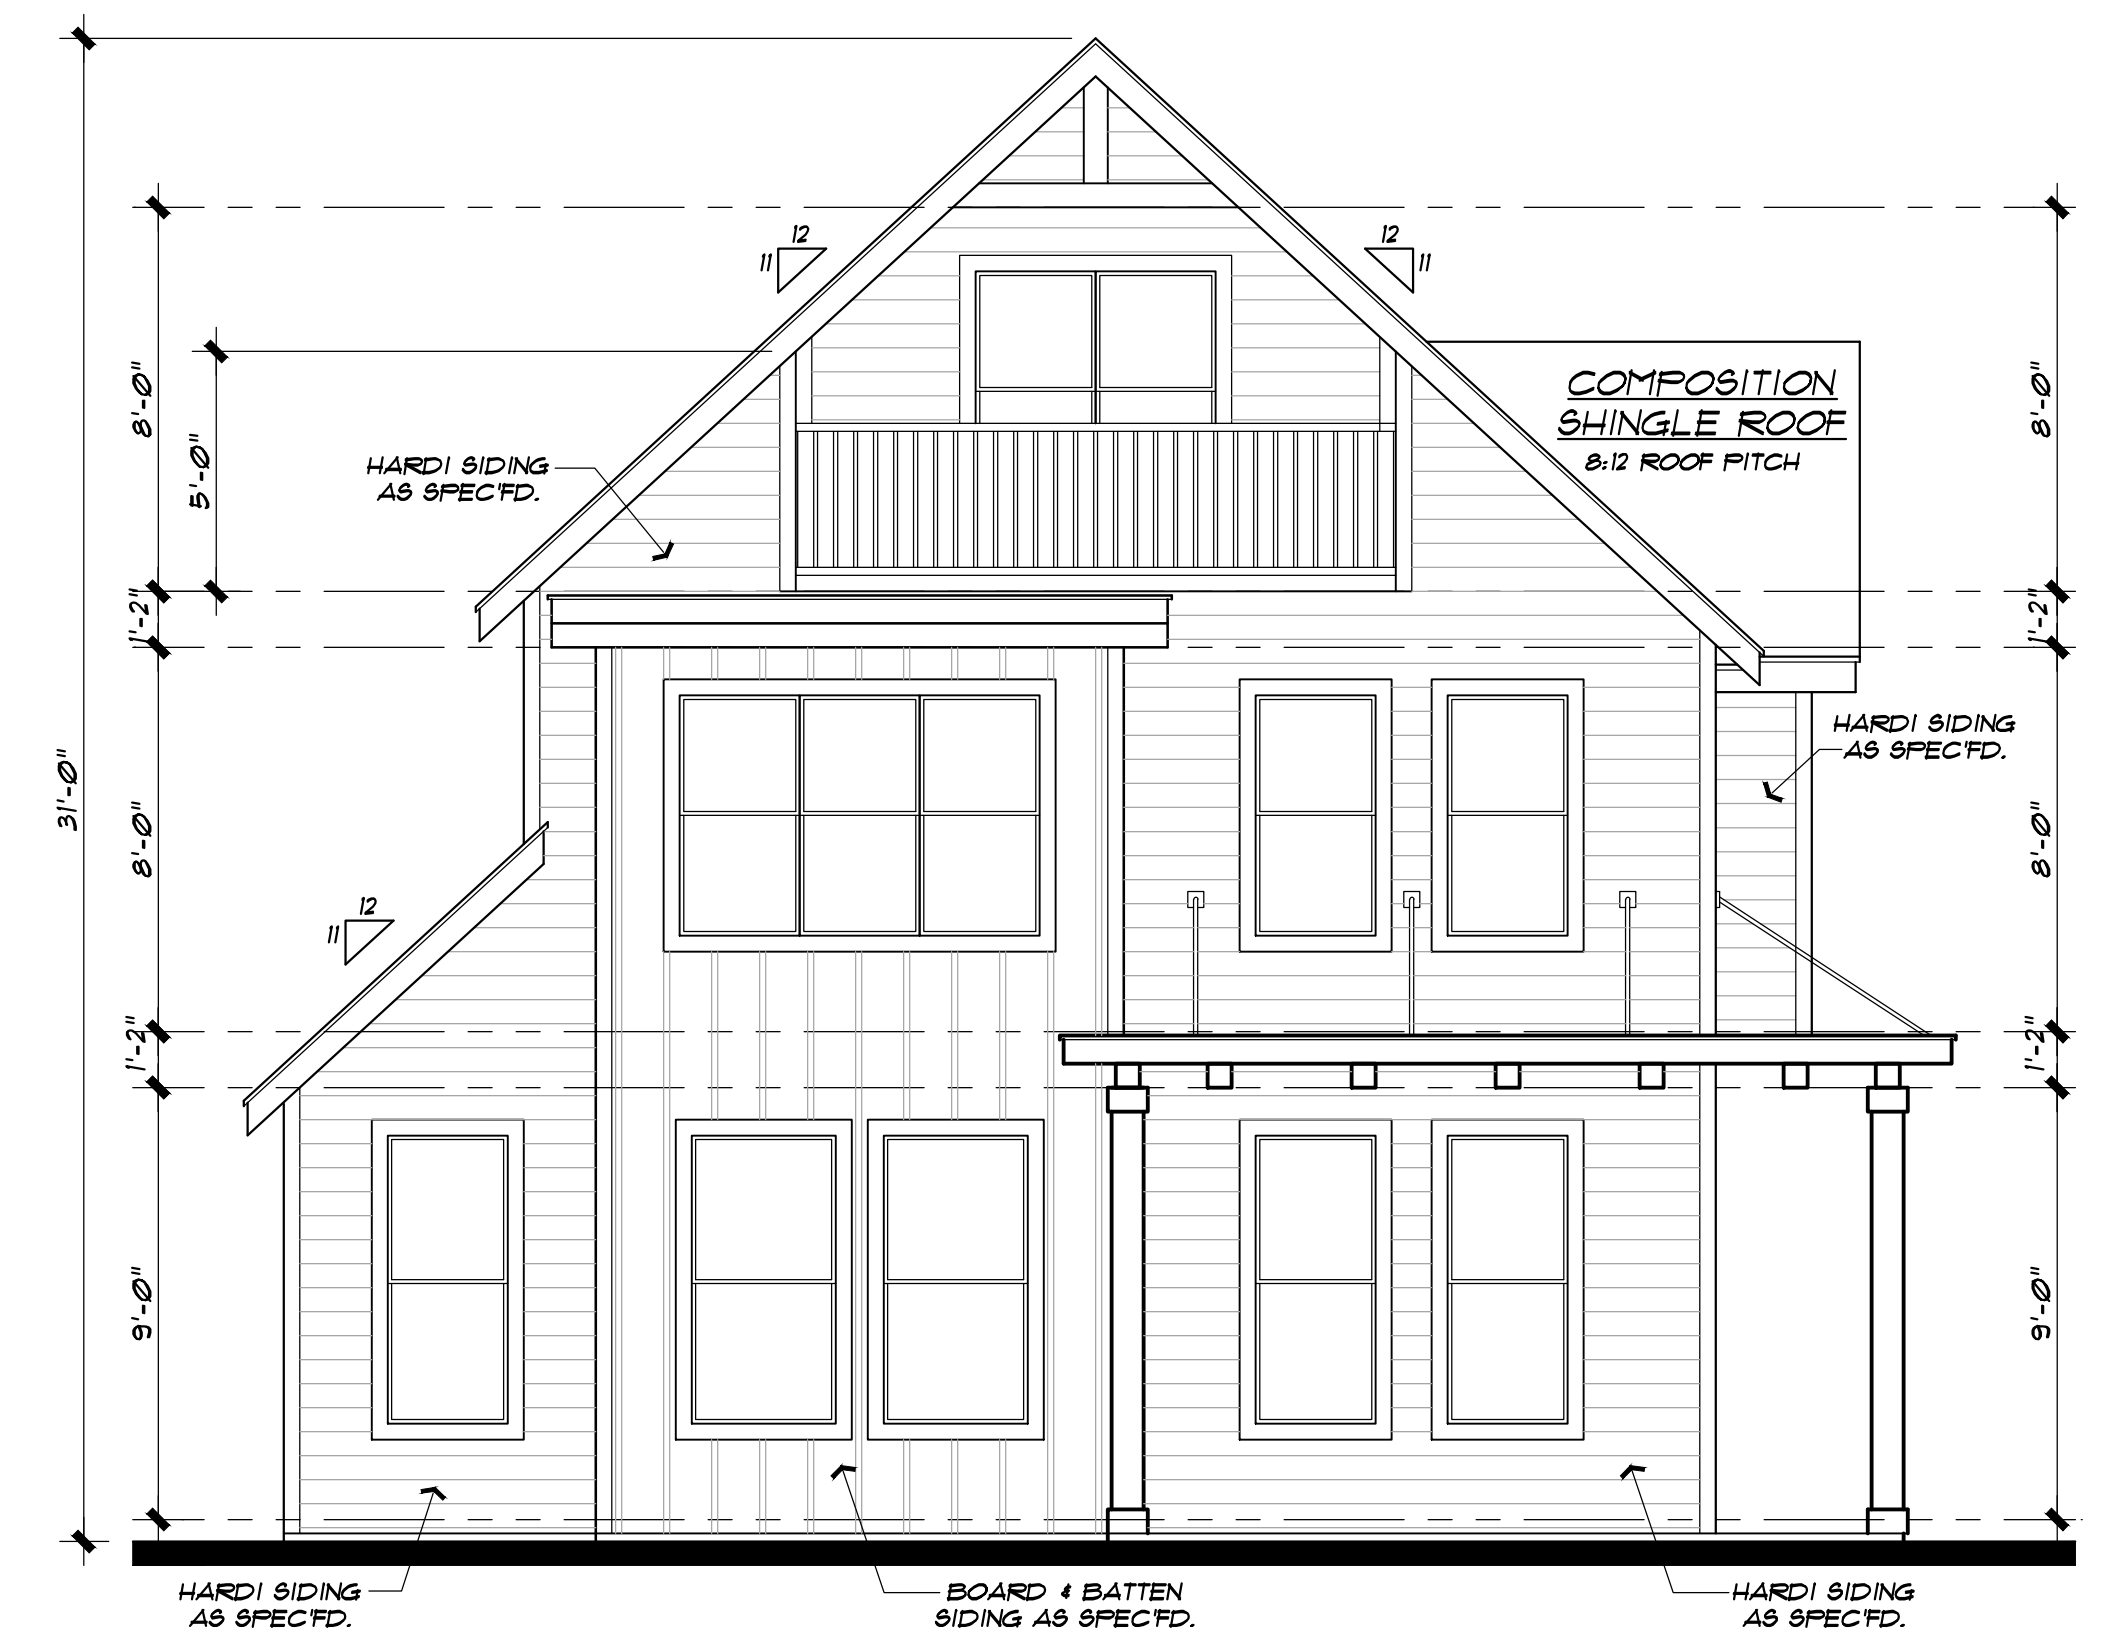 12
11
12
11
COMPOSITION
SHINGLE ROOF
8:12 ROOF PITCH
8'-0"
8'-0"
5'-0"
HARDI SIDING
AS SPEC'FD.
1'-2"
1'-2"
HARDI SIDING
AS SPEC'FD.
31'-0"
8'-0"
8'-0"
12
11
1'-2"
1'-2"
9'-0"
9'-0"
HARDI SIDING
AS SPEC'FD.
BOARD & BATTEN
SIDING AS SPEC'FD.
HARDI SIDING
AS SPEC'FD.